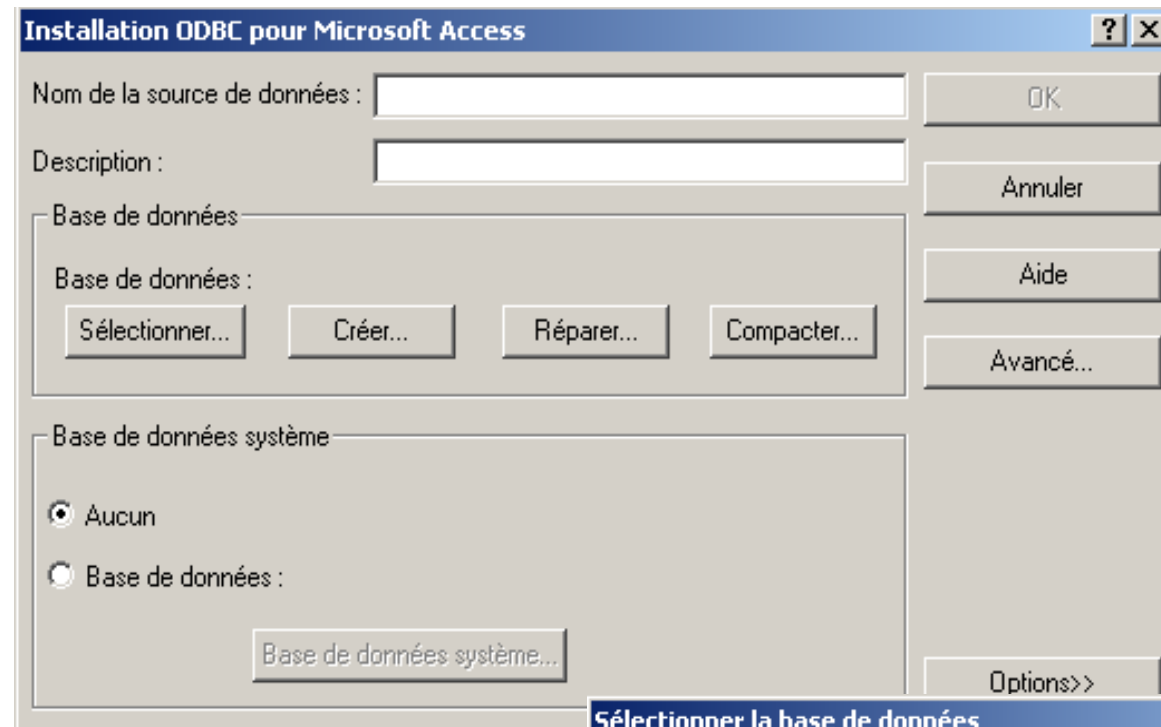 Installation ODBC pour Microsoft Access
Nom de la source de données :
OK
Description :
Annuler
Base de données
Base de données :
Aide
Sélectionner...
Créer...
Réparer...
Compacter...
Avancé...
Base de données système
Aucun
Base de données :
Base de données système...
Options>>
Sélectionner la base de données